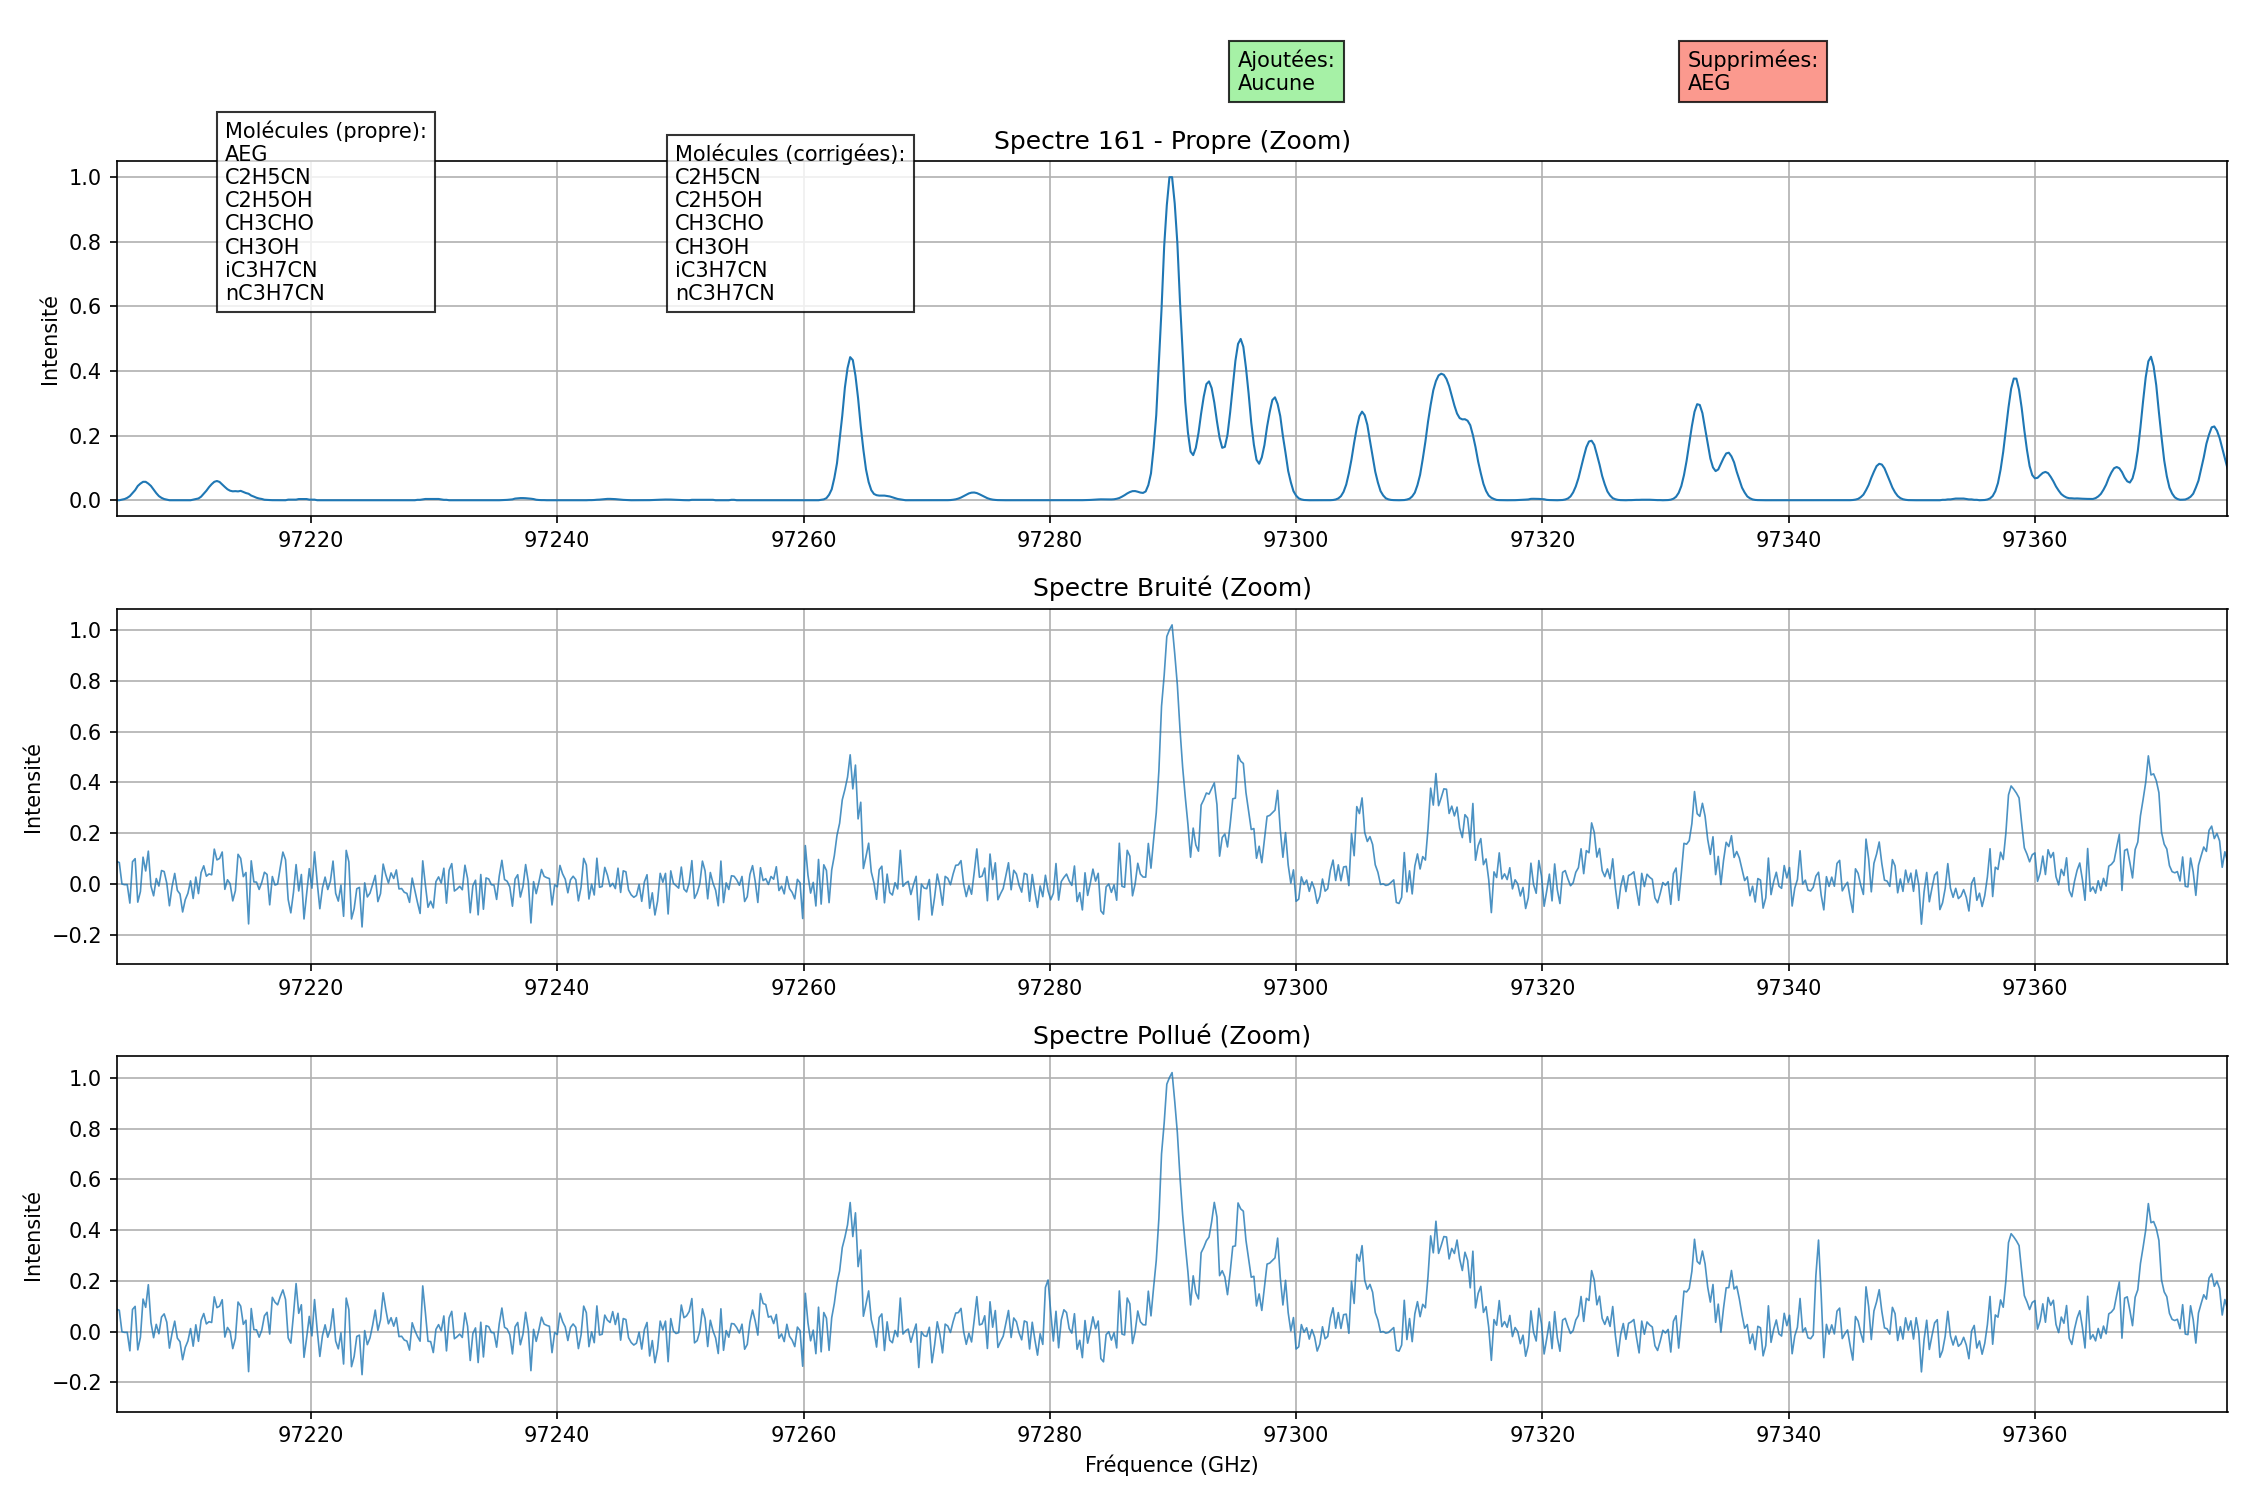 Ajoutées:
Aucune
Supprimées:
AEG
Molécules (propre):
AEG
C2H5CN
C2H5OH
CH3CHO
CH3OH
iC3H7CN
nC3H7CN
Molécules (corrigées):
C2H5CN
C2H5OH
CH3CHO
CH3OH
iC3H7CN
nC3H7CN
Spectre 161 - Propre (Zoom)
Intensité
1.0
0.8
0.6
0.4
0.2
0.0
97220 97240 97260 97280 97300 97320 97340 97360
Spectre Bruité (Zoom)
Intensité
1.0
0.8
0.6
0.4
0.2
0.0
−0.2
97220 97240 97260 97280 97300 97320 97340 97360
Spectre Pollué (Zoom)
Intensité
1.0
0.8
0.6
0.4
0.2
0.0
−0.2
97220 97240 97260 97280 97300 97320 97340 97360
Fréquence (GHz)